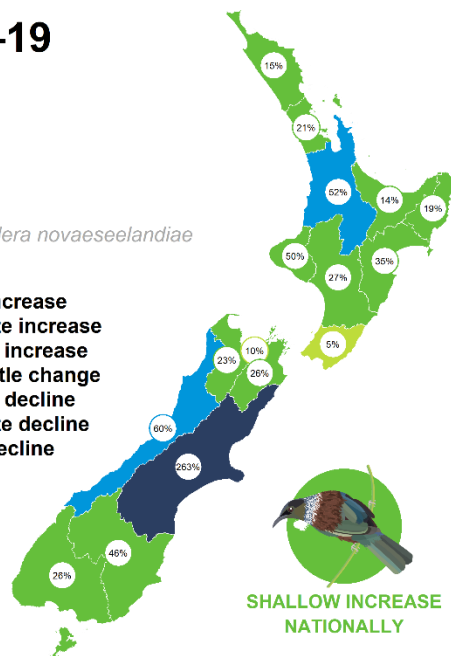 -19
15%
21%
52%
14%
19%
lera novaeseelandiae
50%
35%
27%
ncrease
te increase
increase
tle change
decline
te decline
ecline
5%
10%
23%
26%
60%
263%
46%
26%
SHALLOW INCREASE
NATIONALLY